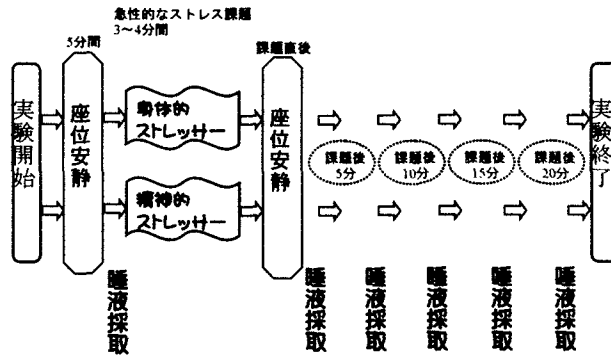 急性的なストレス課題
3〜4分間
5分間
課題直後
実験開始
座位安静
身体的
ストレッサー
精神的
ストレッサー
座位安静
課題後
5分
課題後
10分
課題後
15分
課題後
20分
実験終了
唾液採取
唾液採取
唾液採取
唾液採取
唾液採取
唾液採取